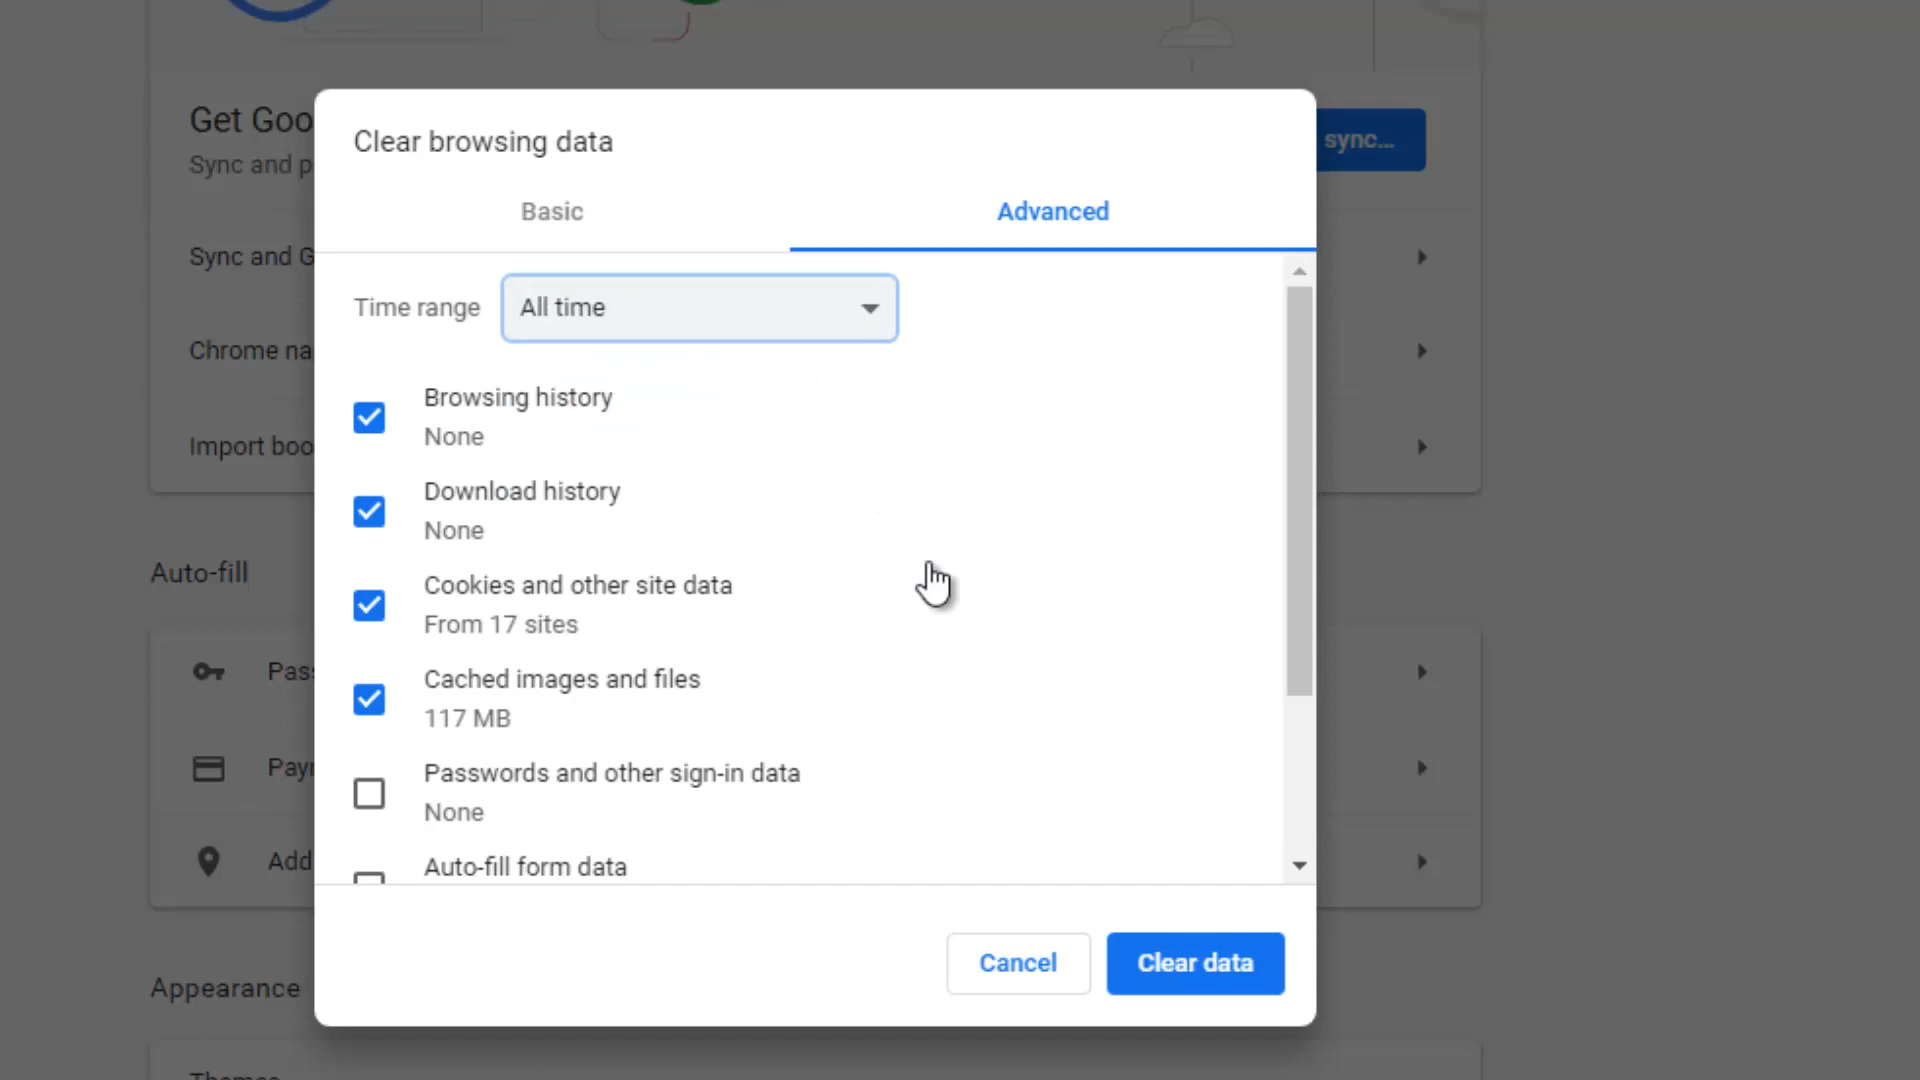 Get Goo
Sync and p
sync...
Sync and G
Chrome na
Import boo
Clear browsing data
Basic
Advanced
Time range
All time
Browsing history
None
Download history
None
Cookies and other site data
From 17 sites
Cached images and files
117 MB
Passwords and other sign-in data
None
Auto-fill form data
Cancel
Clear data
Auto-fill
Pas
Payr
Add
Appearance
Themes